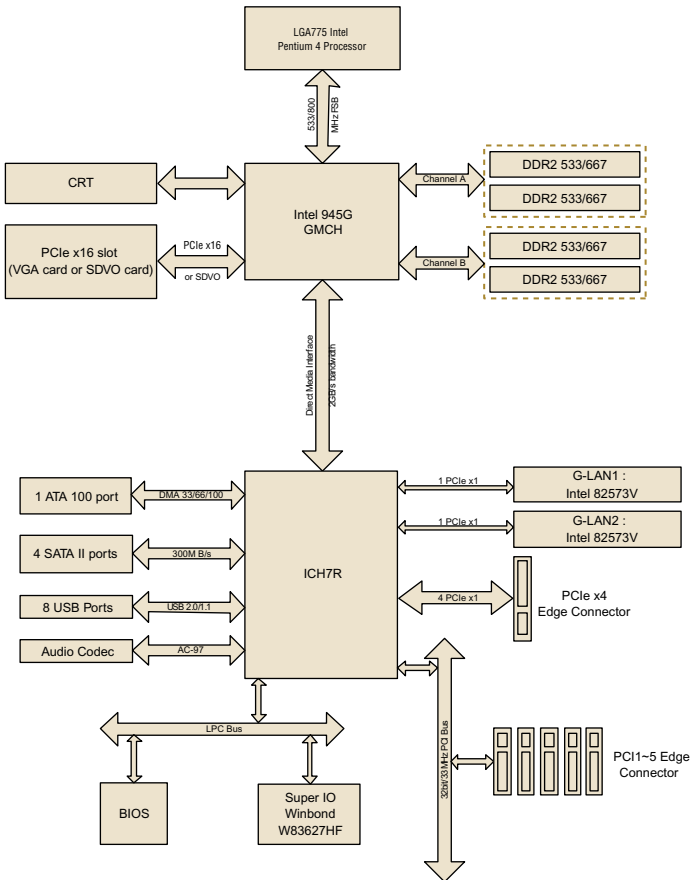 LGA775 Intel
Pentium 4 Processor
533/800
MHz FSB
CRT
Intel 945G
GMCH
Channel A
DDR2 533/667
DDR2 533/667
PCIe x16 slot
(VGA card or SDVO card)
PCIe x16
or SDVO
Channel B
DDR2 533/667
DDR2 533/667
Direct Media Interface
2GB/s bandwidth
1 ATA 100 port
DMA 33/66/100
4 SATA II ports
300M B/s
8 USB Ports
USB 2.0/1.1
Audio Codec
AC-97
ICH7R
1 PCIe x1
G-LAN1 :
Intel 82573V
1 PCIe x1
G-LAN2 :
Intel 82573V
4 PCIe x1
PCIe x4
Edge Connector
LPC Bus
BIOS
Super IO
Winbond
W83627HF
32bit/33MHz PCI Bus
PCI1~5 Edge
Connector